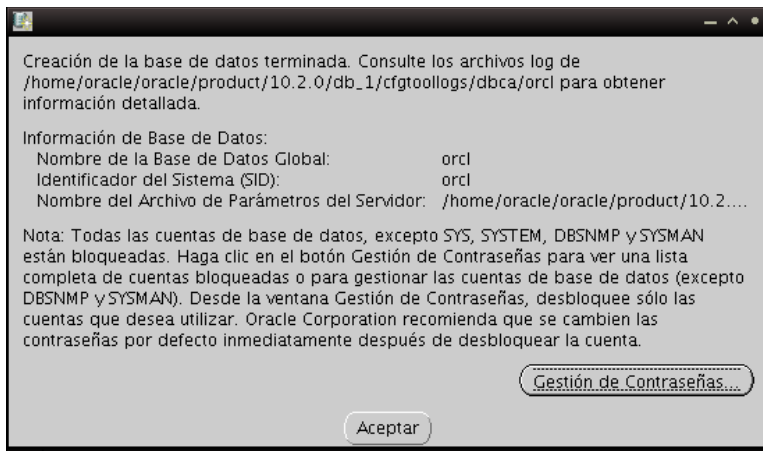 Creación de la base de datos terminada. Consulte los archivos log de
/home/oracle/oracle/product/10.2.0/db_1/cfgtoollogs/dbca/orcl para obtener
información detallada.
Información de Base de Datos:
Nombre de la Base de Datos Global: orcl
Identificador del Sistema (SID): orcl
Nombre del Archivo de Parámetros del Servidor: /home/oracle/oracle/product/10.2....
Nota: Todas las cuentas de base de datos, excepto SYS, SYSTEM, DBSNMP y SYSMAN
están bloqueadas. Haga clic en el botón Gestión de Contraseñas para ver una lista
completa de cuentas bloqueadas o para gestionar las cuentas de base de datos (excepto
DBSNMP y SYSMAN). Desde la ventana Gestión de Contraseñas, desbloquee sólo las
cuentas que desea utilizar. Oracle Corporation recomienda que se cambien las
contraseñas por defecto inmediatamente después de desbloquear la cuenta.
Gestión de Contraseñas...
Aceptar